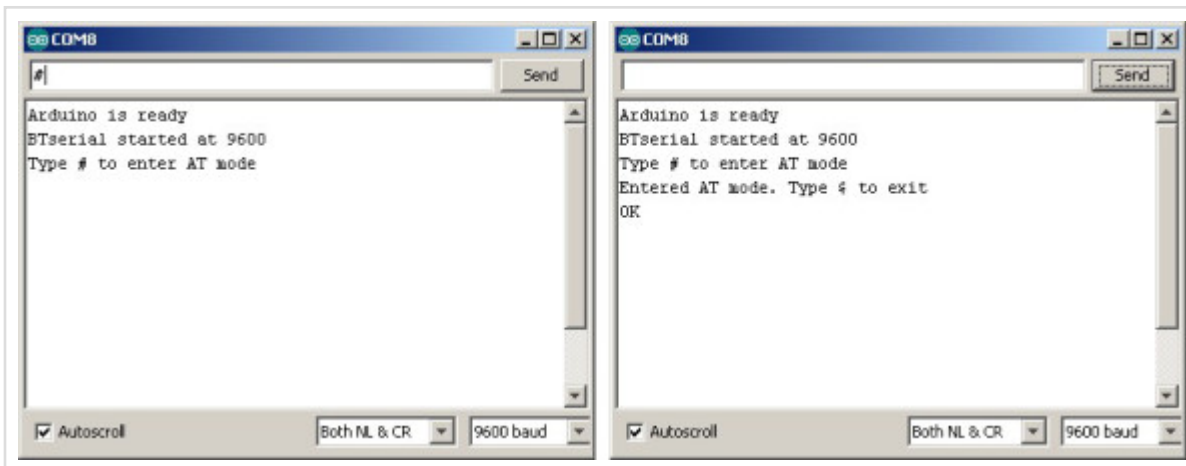 COM8
#
Send
Arduino is ready
BTserial started at 9600
Type # to enter AT mode
Autoscroll
Both NL & CR
9600 baud
COM8
Send
Arduino is ready
BTserial started at 9600
Type # to enter AT mode
Entered AT mode. Type $ to exit
OK
Autoscroll
Both NL & CR
9600 baud